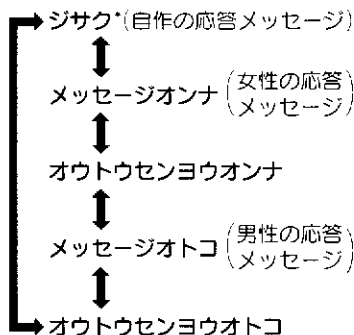 ジサク*(自作の応答メッセージ)
メッセージオンナ(女性の応答
メッセージ)
オウトウセンヨウオンナ
メッセージオトコ(男性の応答
メッセージ)
オウトウセンヨウオトコ